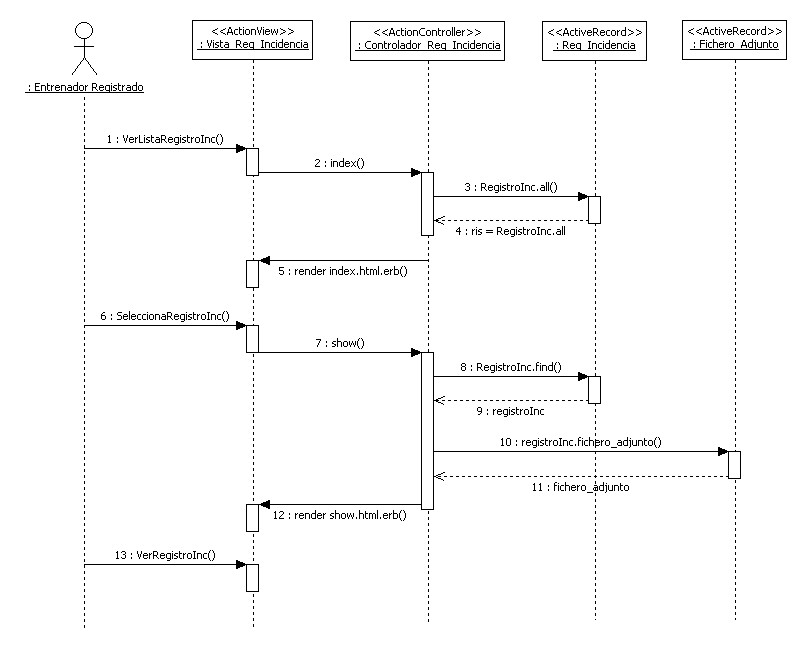 <<ActionView>>
: Vista_Reg_Incidencia
<<ActionController>>
: Controlador_Reg_Incidencia
<<ActiveRecord>>
: Reg_Incidencia
<<ActiveRecord>>
: Fichero_Adjunto
: Entrenador Registrado
1 : VerListaRegistroInc()
2 : index()
3 : RegistroInc.all()
4 : ris = RegistroInc.all
5 : render index.html.erb()
6 : SeleccionaRegistroInc()
7 : show()
8 : RegistroInc.find()
9 : registroInc
10 : registroInc.fichero_adjunto()
11 : fichero_adjunto
12 : render show.html.erb()
13 : VerRegistroInc()